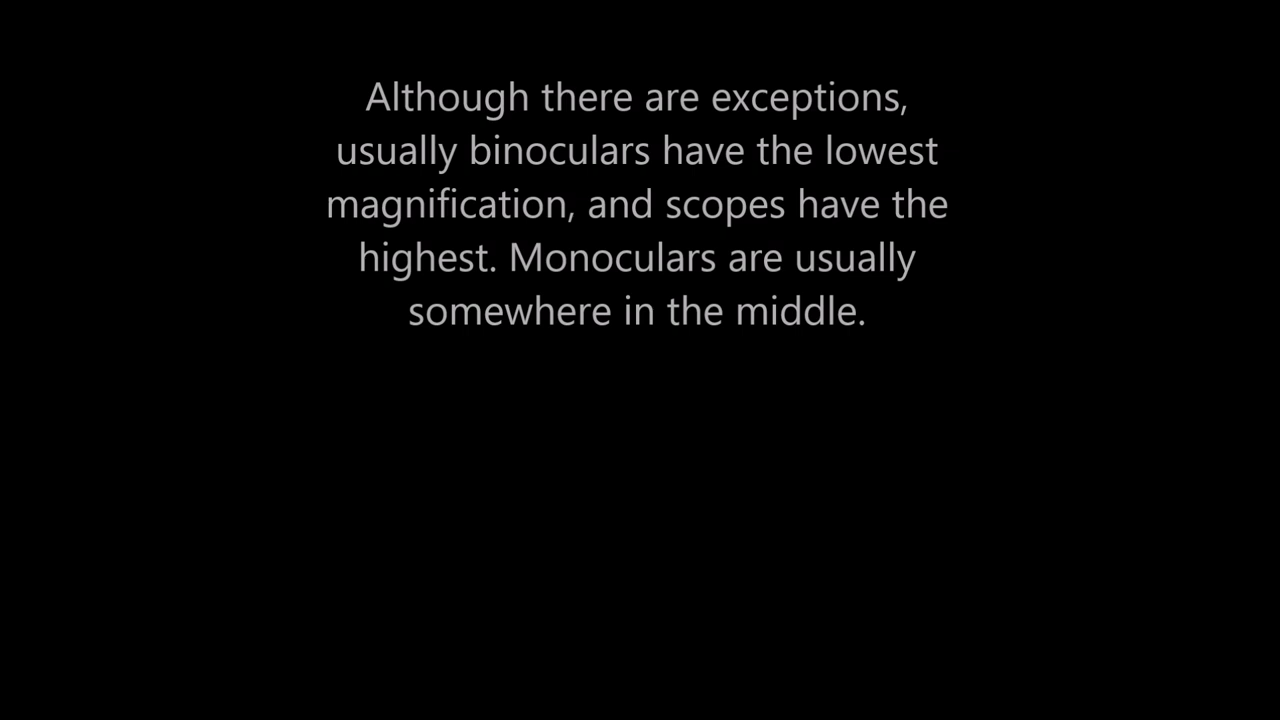 Although there are exceptions,
usually binoculars have the lowest
magnification, and scopes have the
highest. Monoculars are usually
somewhere in the middle.